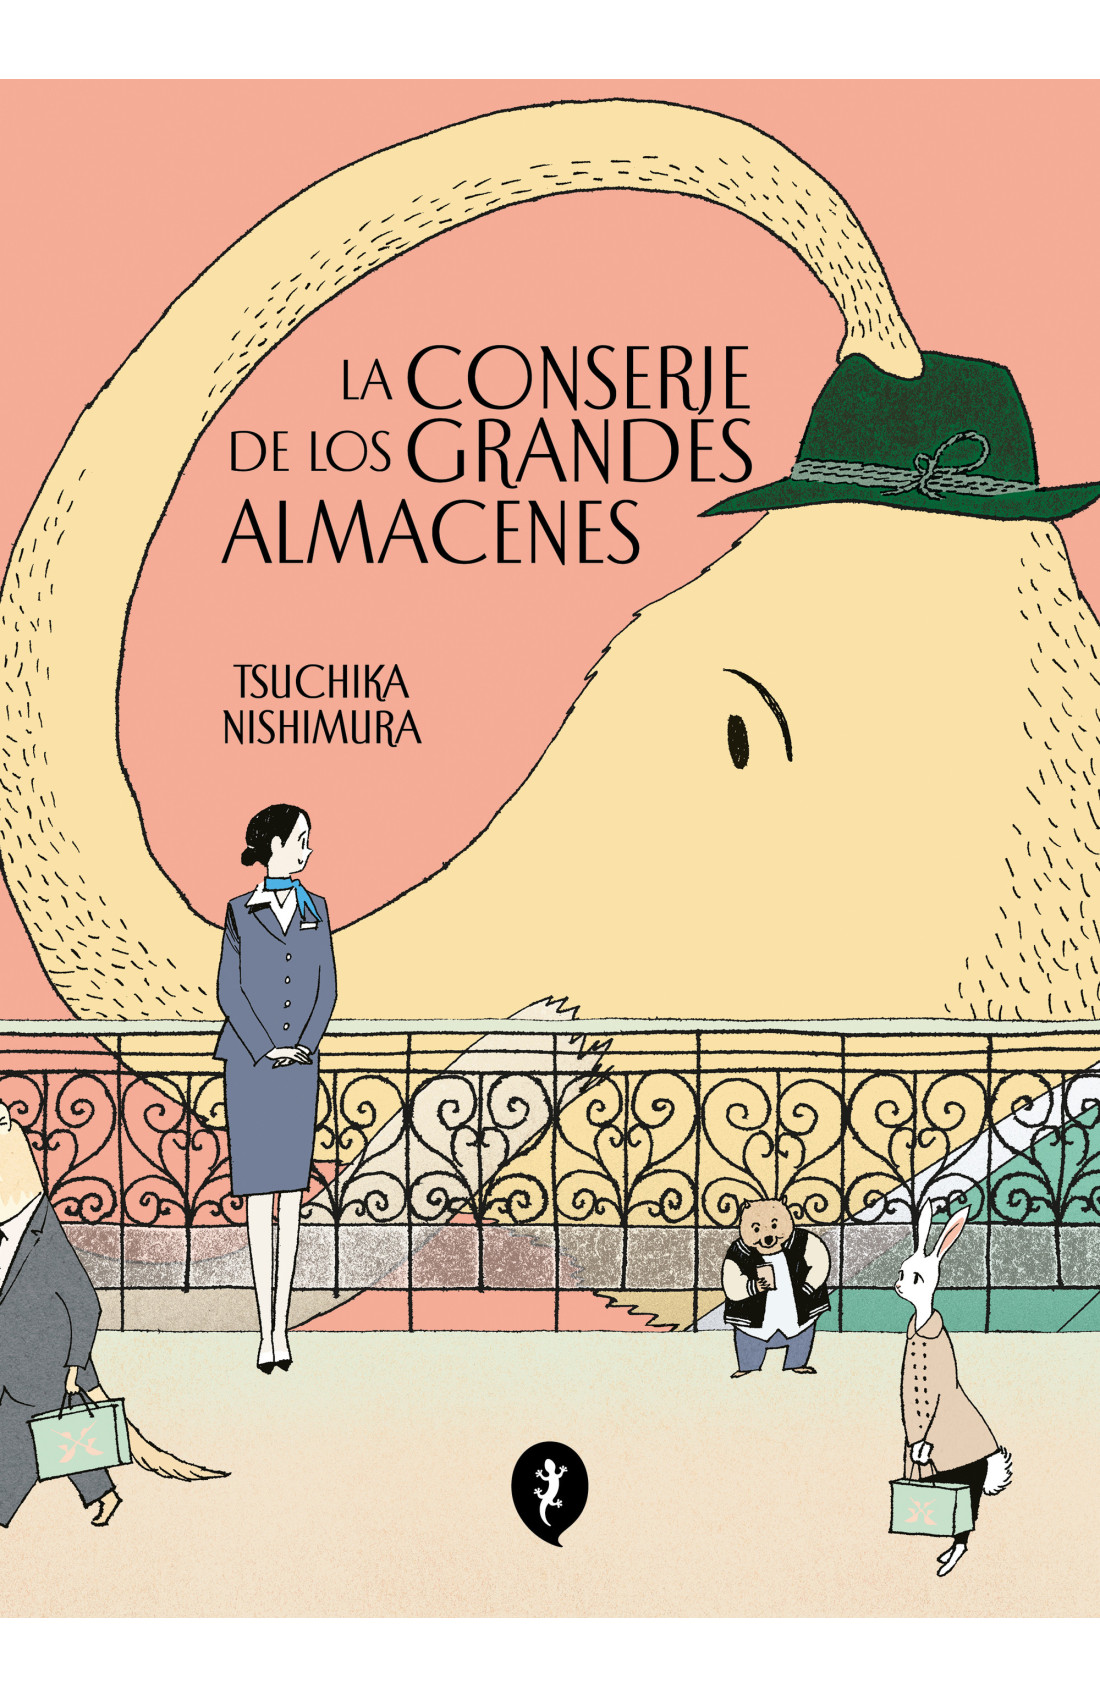 LA CONSERJE
DE LOS GRANDES
ALMACENES
TSUCHIKA
NISHIMURA